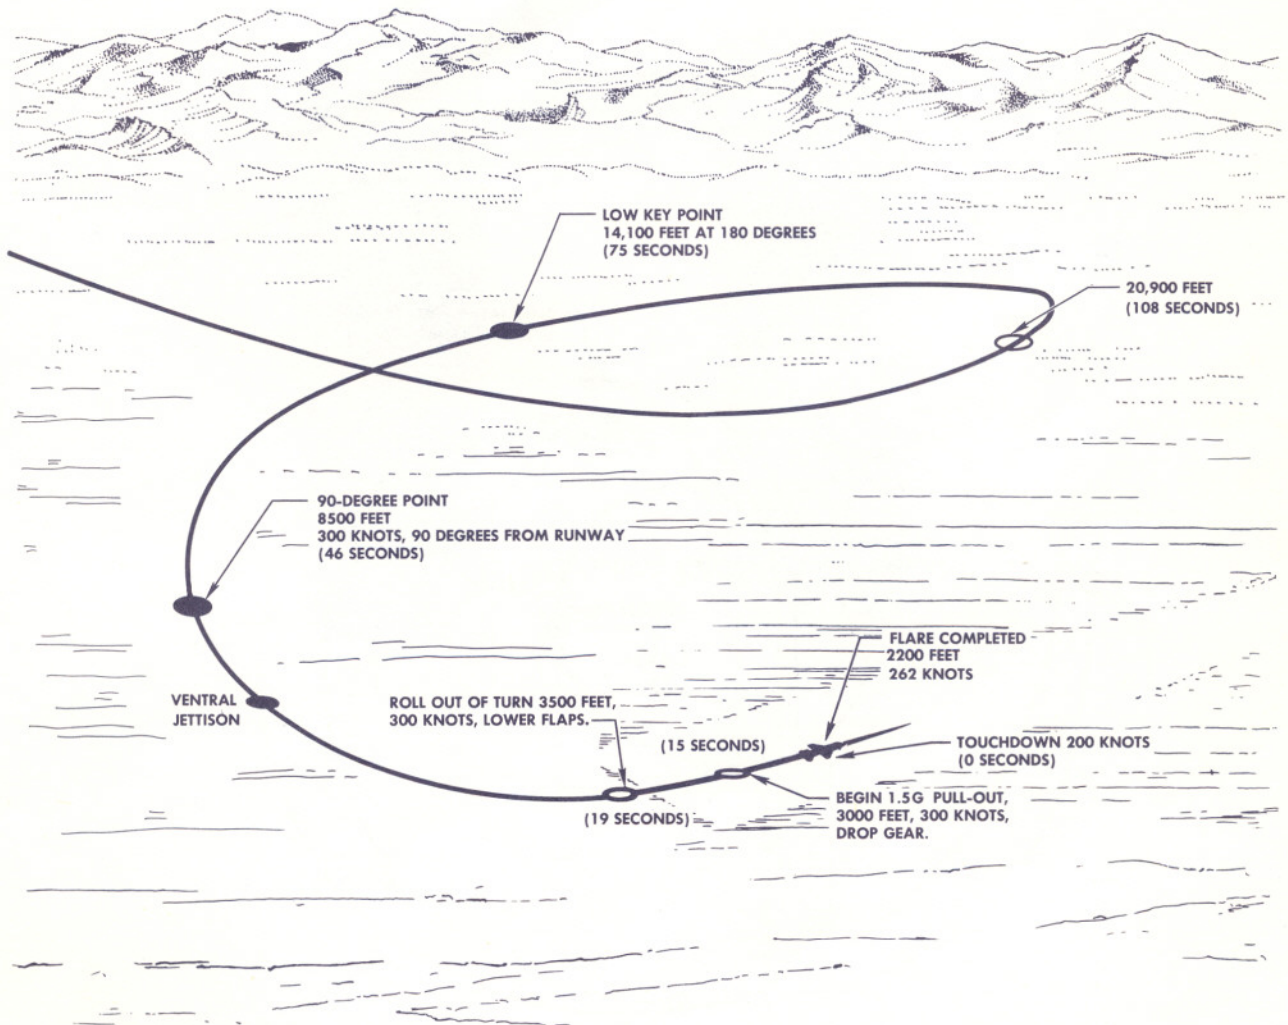 LOW KEY POINT
14,100 FEET AT 180 DEGREES
(75 SECONDS)
20,900 FEET
(108 SECONDS)
90-DEGREE POINT
8500 FEET
300 KNOTS, 90 DEGREES FROM RUNWAY
(46 SECONDS)
FLARE COMPLETED
2200 FEET
262 KNOTS
VENTRAL
JETTISON
ROLL OUT OF TURN 3500 FEET,
300 KNOTS, LOWER FLAPS.
(15 SECONDS)
TOUCHDOWN 200 KNOTS
(0 SECONDS)
(19 SECONDS)
BEGIN 1.5G PULL-OUT,
3000 FEET, 300 KNOTS,
DROP GEAR.